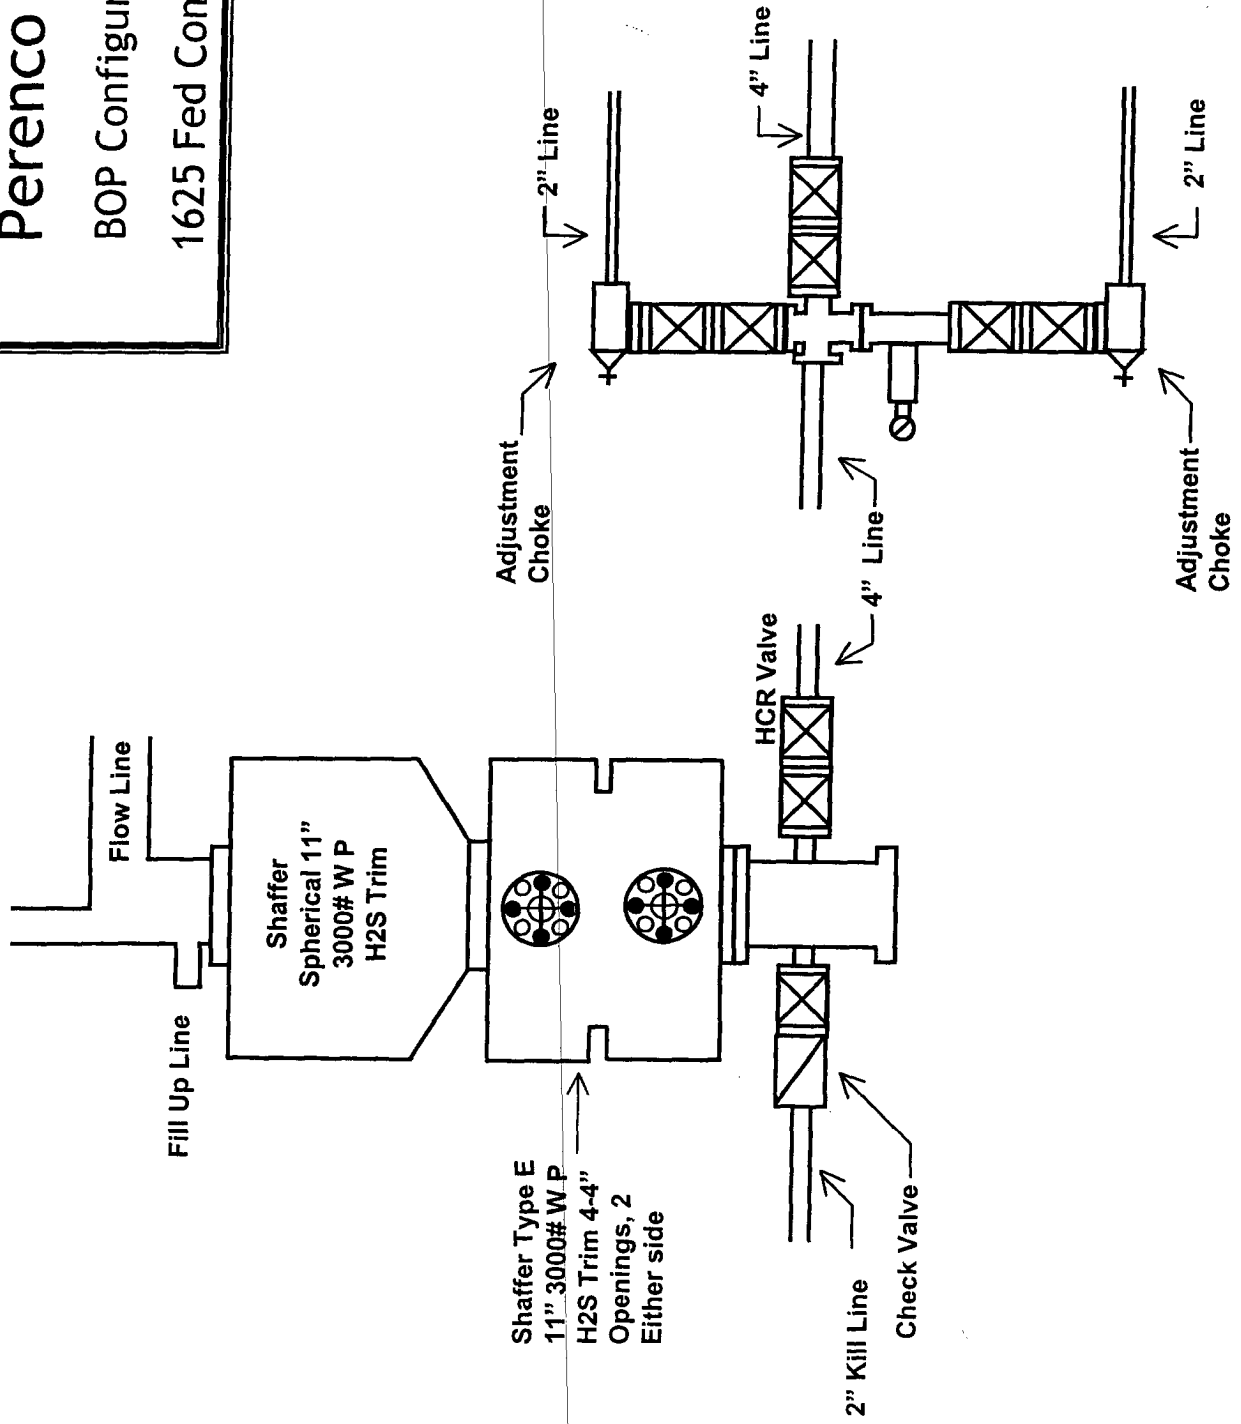 Perenco
BOP Configur
1625 Fed Con
Flow Line
Fill Up Line
Shaffer
Spherical 11"
3000# W P
H2S Trim
Shaffer Type E
11" 3000# W P
H2S Trim 4-4"
Openings, 2
Either side
HCR Valve
4" Line
2" Kill Line
Check Valve
Adjustment
Choke
2" Line
4" Line
Adjustment
Choke
2" Line